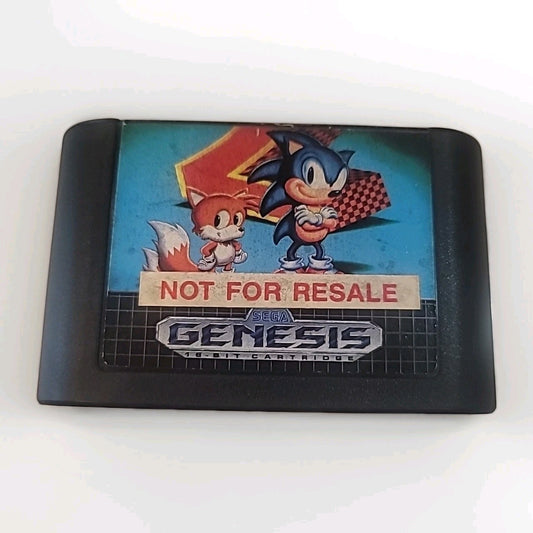 NOT FOR RESALE
SEGA
GENESIS
16-BIT CARTRIDGE